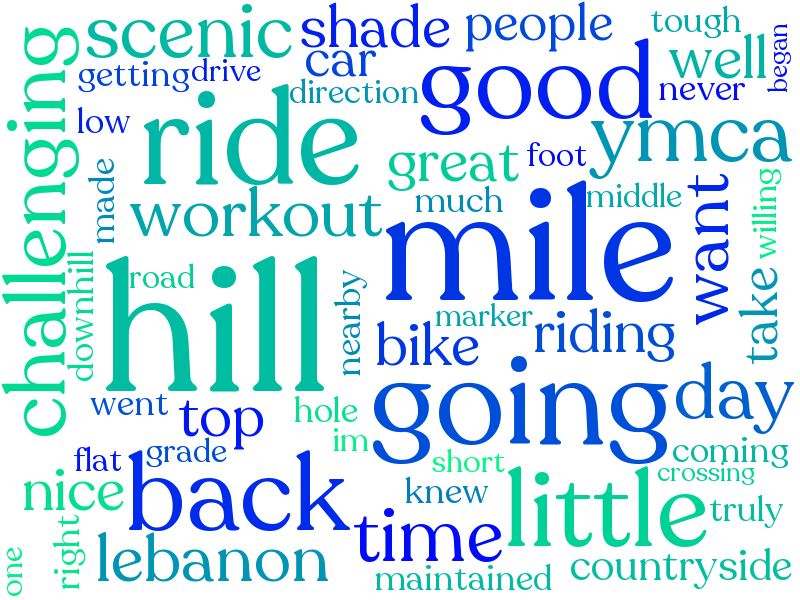 scenic
shade
people
tough
began
getting
drive
car
good
well
challenging
low
ride
direction
never
ymca
made
workout
great
foot
much
middle
willing
want
mile
hill
road
downhill
nearby
marker
bike
riding
take
went
top
hole
im
going
day
flat
grade
back
short
coming
crossing
nice
knew
little
truly
one
right
lebanon
time
maintained
countryside